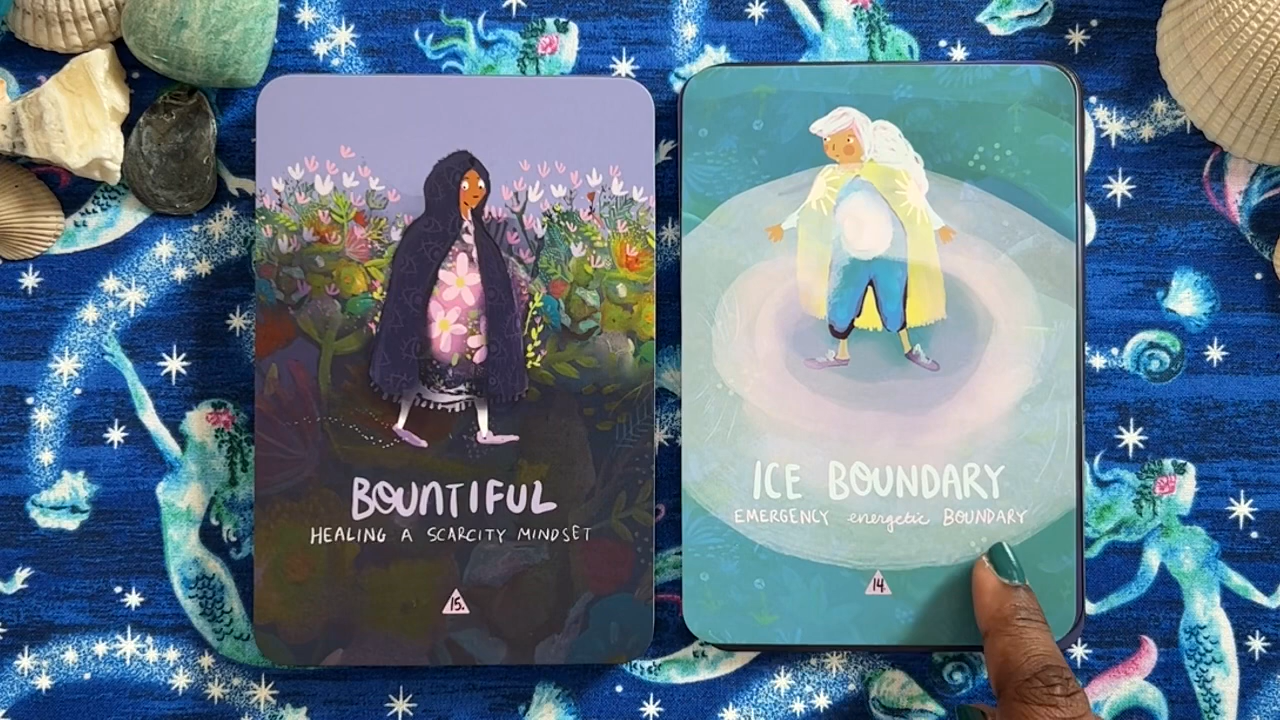 BOUNTIFUL
HEALING A SCARCITY MINDSET
15.
ICE BOUNDARY
EMERGENCY energetic BOUNDARY
14.